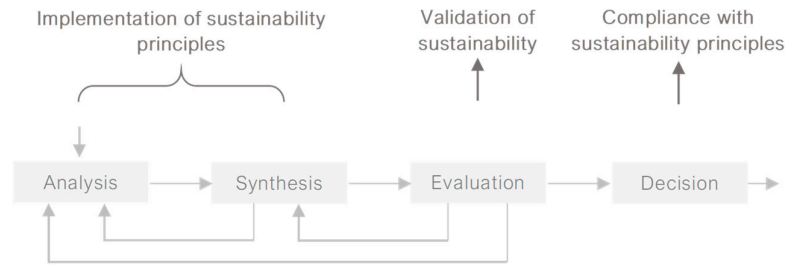 Implementation of sustainability
principles
Validation of
sustainability
Compliance with
sustainability principles
Analysis
Synthesis
Evaluation
Decision